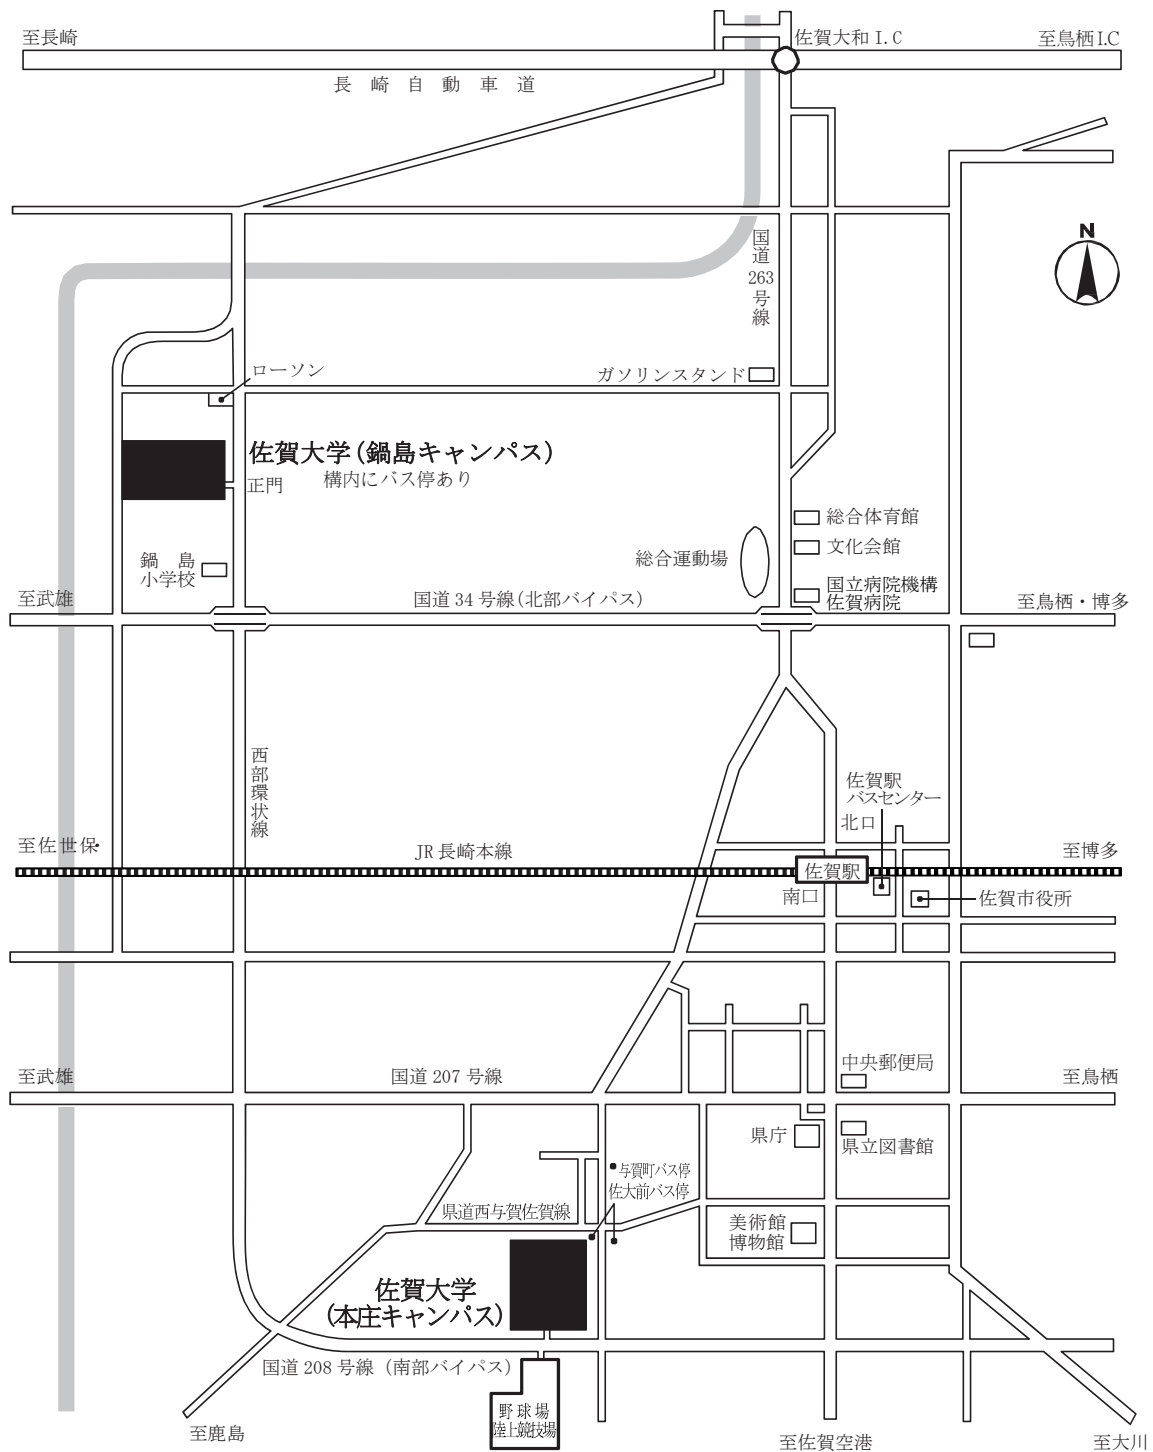 至長崎
佐賀大和 I.C
至鳥栖I.C
長崎自動車道
N
国道263号線
ローソン
ガソリンスタンド
佐賀大学(鍋島キャンパス)
正門
構内にバス停あり
総合体育館
総合運動場
文化会館
鍋島
小学校
国立病院機構
佐賀病院
至武雄
国道 34 号線(北部バイパス)
至鳥栖・博多
西部環状線
佐賀駅
バスセンター
北口
至佐世保
JR 長崎本線
至博多
佐賀駅
南口
佐賀市役所
中央郵便局
至武雄
国道 207 号線
至鳥栖
県庁
県立図書館
与賀町バス停
佐大前バス停
県道西与賀佐賀線
美術館
博物館
佐賀大学
(本庄キャンパス)
国道 208 号線 (南部バイパス)
野球場
陸上競技場
至鹿島
至佐賀空港
至大川